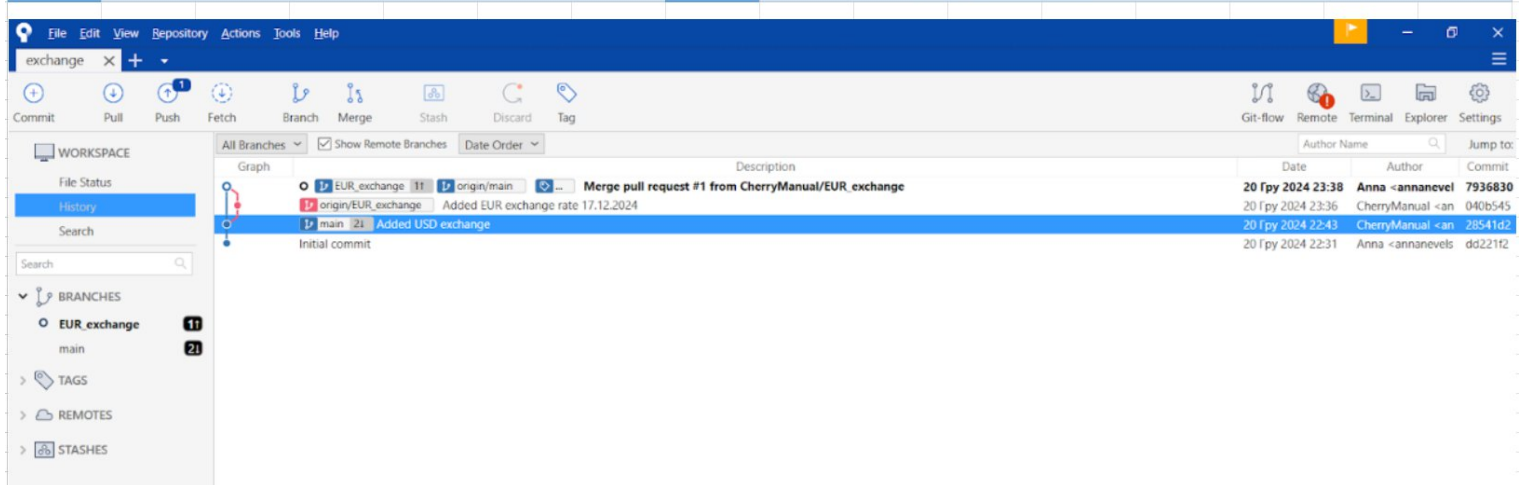 File Edit View Repository Actions Tools Help
exchange
1
Commit Pull Push Fetch Branch Merge Stash Discard Tag Git-flow Remote Terminal Explorer Settings
WORKSPACE
File Status
History
Search
Search
BRANCHES
EUR_exchange 1↑
main 2↓
TAGS
REMOTES
STASHES
All Branches Show Remote Branches Date Order Author Name Jump to:
Graph Description Date Author Commit
EUR_exchange 1↑ origin/main ... Merge pull request #1 from CherryManual/EUR_exchange 20 Гру 2024 23:38 Anna <annanevel 7936830
origin/EUR_exchange Added EUR exchange rate 17.12.2024 20 Гру 2024 23:36 CherryManual <an 040b545
main 2↓ Added USD exchange 20 Гру 2024 22:43 CherryManual <an 28541d2
Initial commit 20 Гру 2024 22:31 Anna <annanevels dd221f2